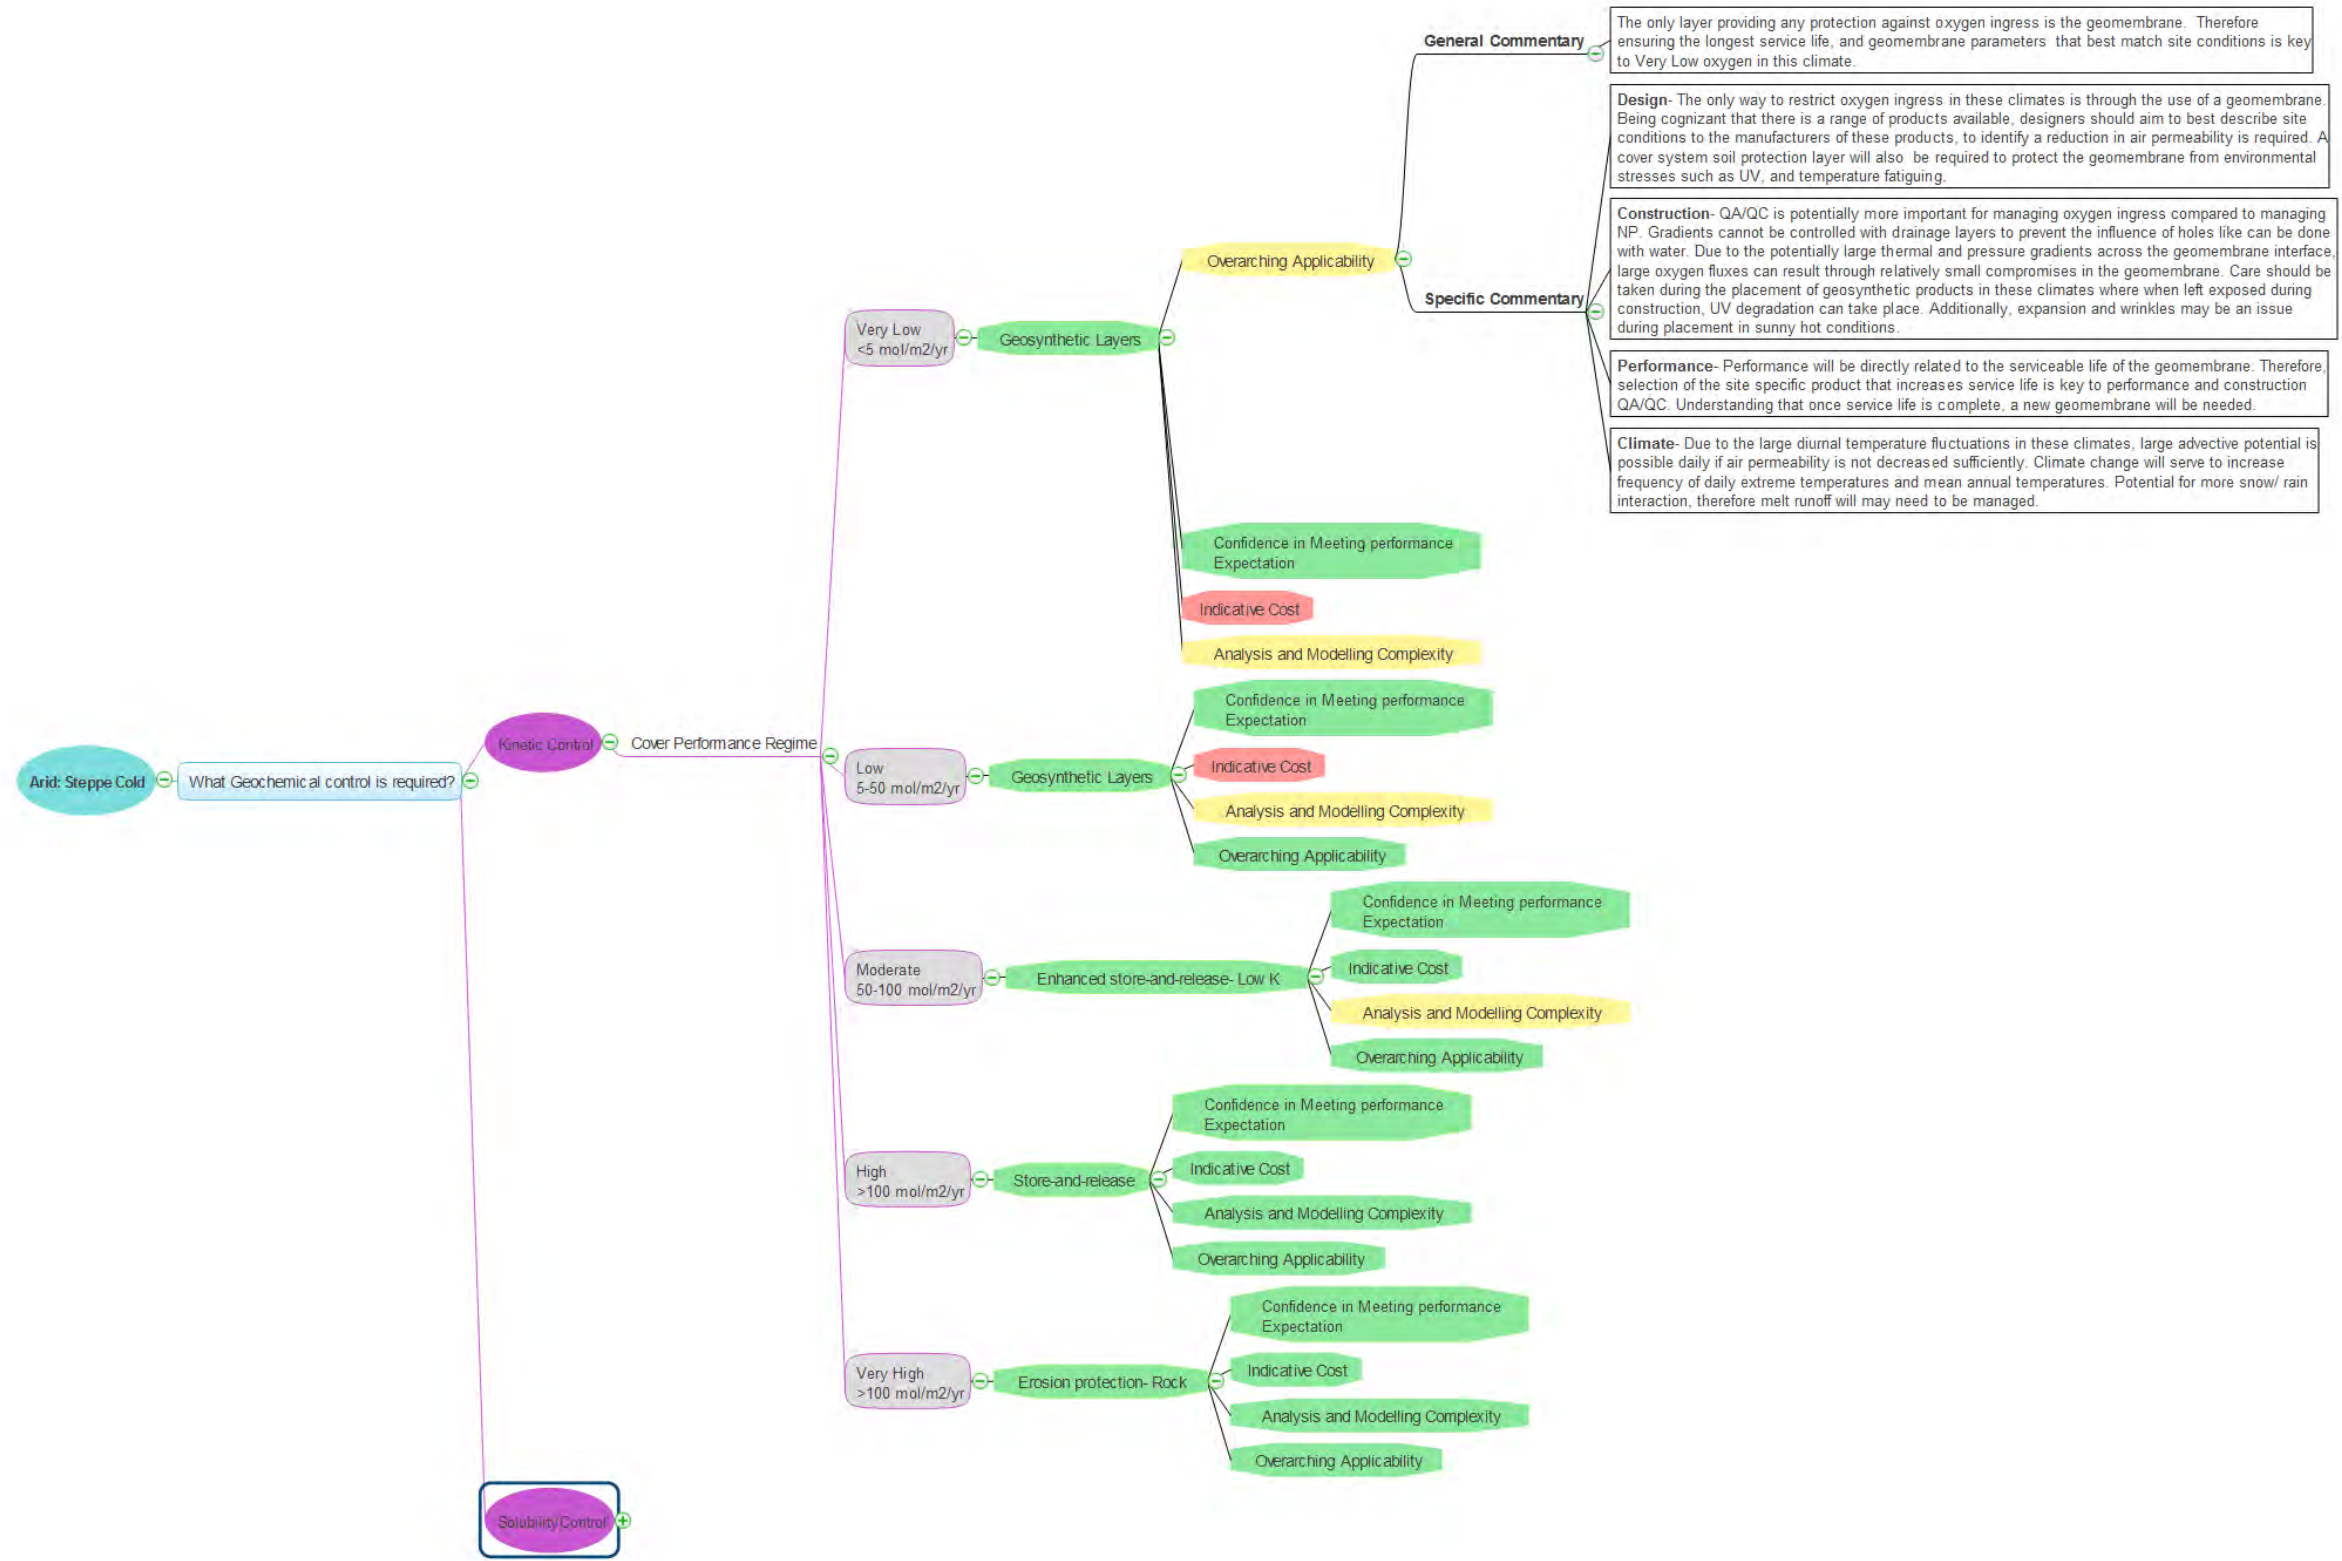 Arid: Steppe Cold
What Geochemical control is required?
Kinetic Control
Cover Performance Regime
Very Low
<5 mol/m2/yr
Geosynthetic Layers
Overarching Applicability
General Commentary
The only layer providing any protection against oxygen ingress is the geomembrane. Therefore
ensuring the longest service life, and geomembrane parameters that best match site conditions is key
to Very Low oxygen in this climate.
Specific Commentary
Design- The only way to restrict oxygen ingress in these climates is through the use of a geomembrane.
Being cognizant that there is a range of products available, designers should aim to best describe site
conditions to the manufacturers of these products, to identify a reduction in air permeability is required. A
cover system soil protection layer will also be required to protect the geomembrane from environmental
stresses such as UV, and temperature fatiguing.
Construction- QA/QC is potentially more important for managing oxygen ingress compared to managing
NP. Gradients cannot be controlled with drainage layers to prevent the influence of holes like can be done
with water. Due to the potentially large thermal and pressure gradients across the geomembrane interface,
large oxygen fluxes can result through relatively small compromises in the geomembrane. Care should be
taken during the placement of geosynthetic products in these climates where when left exposed during
construction, UV degradation can take place. Additionally, expansion and wrinkles may be an issue
during placement in sunny hot conditions.
Performance- Performance will be directly related to the serviceable life of the geomembrane. Therefore,
selection of the site specific product that increases service life is key to performance and construction
QA/QC. Understanding that once service life is complete, a new geomembrane will be needed.
Climate- Due to the large diurnal temperature fluctuations in these climates, large advective potential is
possible daily if air permeability is not decreased sufficiently. Climate change will serve to increase
frequency of daily extreme temperatures and mean annual temperatures. Potential for more snow/ rain
interaction, therefore melt runoff will may need to be managed.
Confidence in Meeting performance
Expectation
Indicative Cost
Analysis and Modelling Complexity
Low
5-50 mol/m2/yr
Geosynthetic Layers
Confidence in Meeting performance
Expectation
Indicative Cost
Analysis and Modelling Complexity
Overarching Applicability
Moderate
50-100 mol/m2/yr
Enhanced store-and-release- Low K
Confidence in Meeting performance
Expectation
Indicative Cost
Analysis and Modelling Complexity
Overarching Applicability
High
>100 mol/m2/yr
Store-and-release
Confidence in Meeting performance
Expectation
Indicative Cost
Analysis and Modelling Complexity
Overarching Applicability
Very High
>100 mol/m2/yr
Erosion protection- Rock
Confidence in Meeting performance
Expectation
Indicative Cost
Analysis and Modelling Complexity
Overarching Applicability
Solubility Control